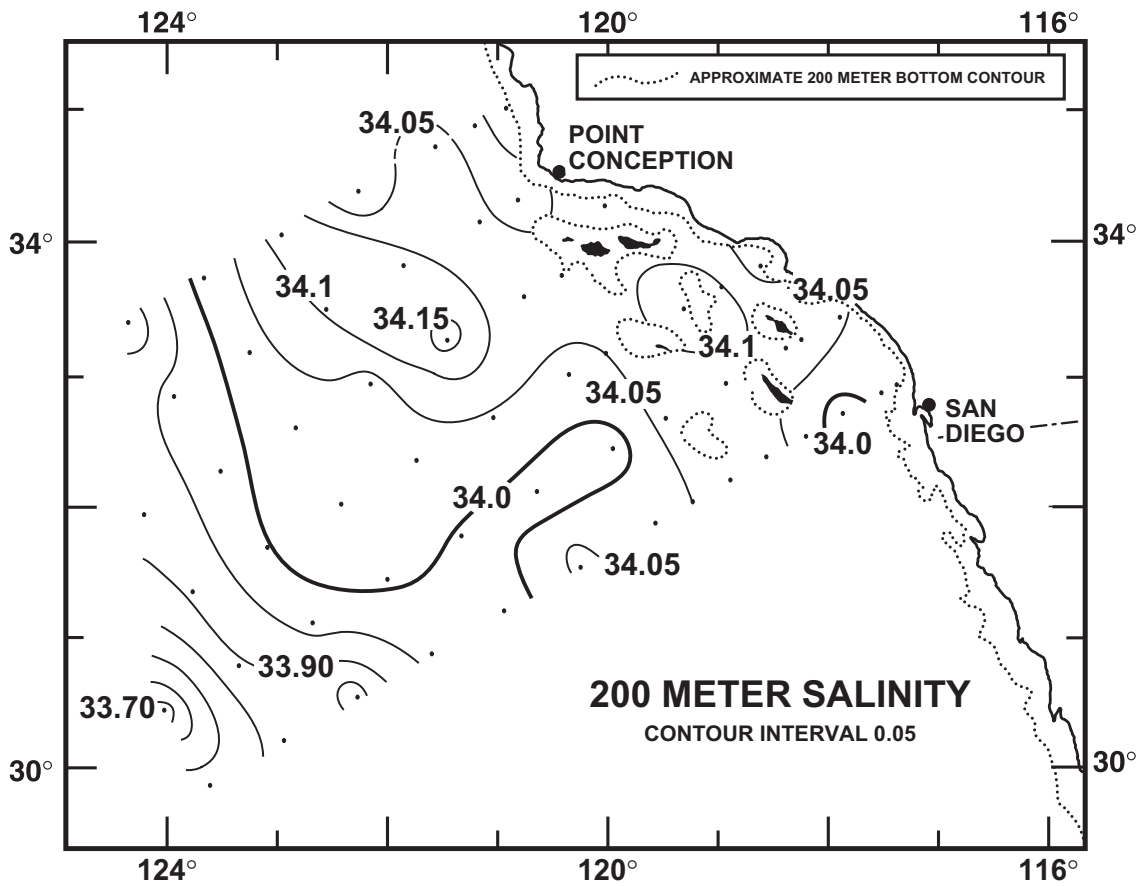 124° 120° 116°
APPROXIMATE 200 METER BOTTOM CONTOUR
34.05
POINT
CONCEPTION
34° 34°
34.1
34.05
34.15
34.1
34.05
SAN
DIEGO
34.0
34.0
34.05
33.90
200 METER SALINITY
33.70
CONTOUR INTERVAL 0.05
30° 30°
124° 120° 116°